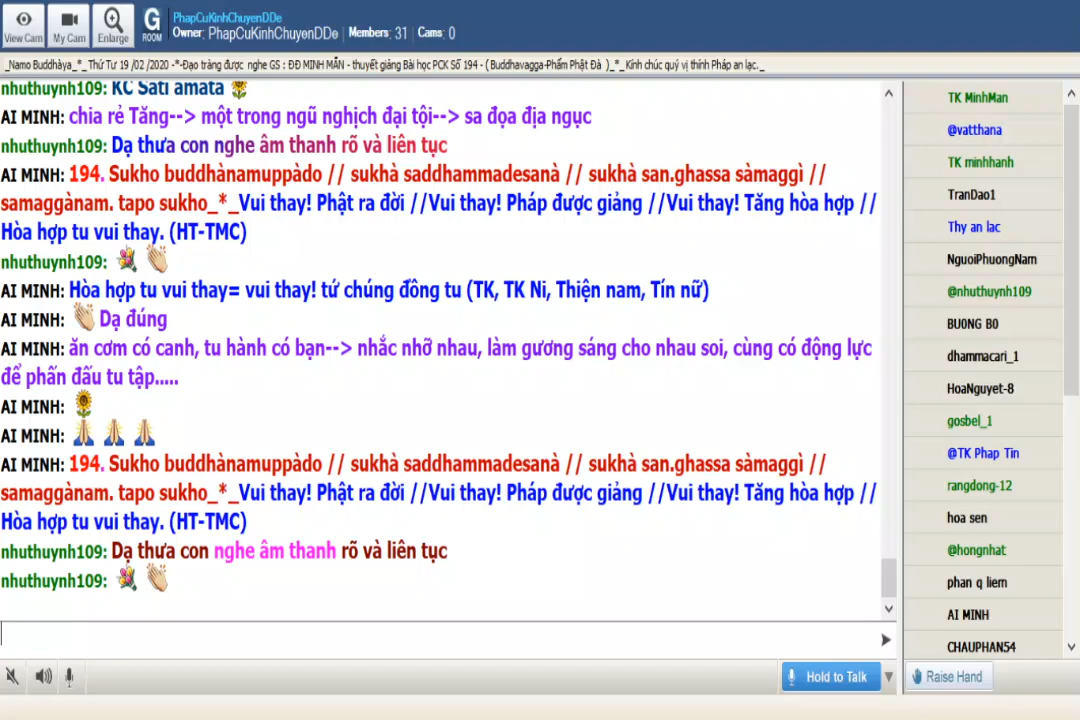 PhapCuKinhChuyenDDe
Owner: PhapCuKinhChuyenDDe | Members: 31 | Cams: 0
View Cam My Cam Enlarge G ROOM
_Namo Buddhàya_*_ Thứ Tư 19 /02 /2020 -*-Đạo tràng được nghe GS : ĐĐ MINH MẪN - thuyết giảng Bài học PCK Số 194 - ( Buddhavagga-Phẩm Phật Đà )_*_Kính chúc quý vị thính Pháp an lạc._
nhuthuynh109: KC Sati amata
AI MINH: chia rẻ Tăng--> một trong ngũ nghịch đại tội--> sa đọa địa ngục
nhuthuynh109: Dạ thưa con nghe âm thanh rõ và liên tục
AI MINH: 194. Sukho buddhànamuppàdo // sukhà saddhammadesanà // sukhà san.ghassa sàmaggì //
samaggànam. tapo sukho_*_Vui thay! Phật ra đời //Vui thay! Pháp được giảng //Vui thay! Tăng hòa hợp //
Hòa hợp tu vui thay. (HT-TMC)
nhuthuynh109:
AI MINH: Hòa hợp tu vui thay= vui thay! tứ chúng đồng tu (TK, TK Ni, Thiện nam, Tín nữ)
AI MINH: Dạ đúng
AI MINH: ăn cơm có canh, tu hành có bạn--> nhắc nhỡ nhau, làm gương sáng cho nhau soi, cùng có động lực
để phấn đấu tu tập.....
AI MINH:
AI MINH:
AI MINH: 194. Sukho buddhànamuppàdo // sukhà saddhammadesanà // sukhà san.ghassa sàmaggì //
samaggànam. tapo sukho_*_Vui thay! Phật ra đời //Vui thay! Pháp được giảng //Vui thay! Tăng hòa hợp //
Hòa hợp tu vui thay. (HT-TMC)
nhuthuynh109: Dạ thưa con nghe âm thanh rõ và liên tục
nhuthuynh109:
TK MinhMan
@vatthana
TK minhhanh
TranDao1
Thy an lac
NguoiPhuongNam
@nhuthuynh109
BUONG BO
dhammacari_1
HoaNguyet-8
gosbel_1
@TK Phap Tin
rangdong-12
hoa sen
@hongnhat
phan q liem
AI MINH
CHAUPHAN54
Hold to Talk
Raise Hand